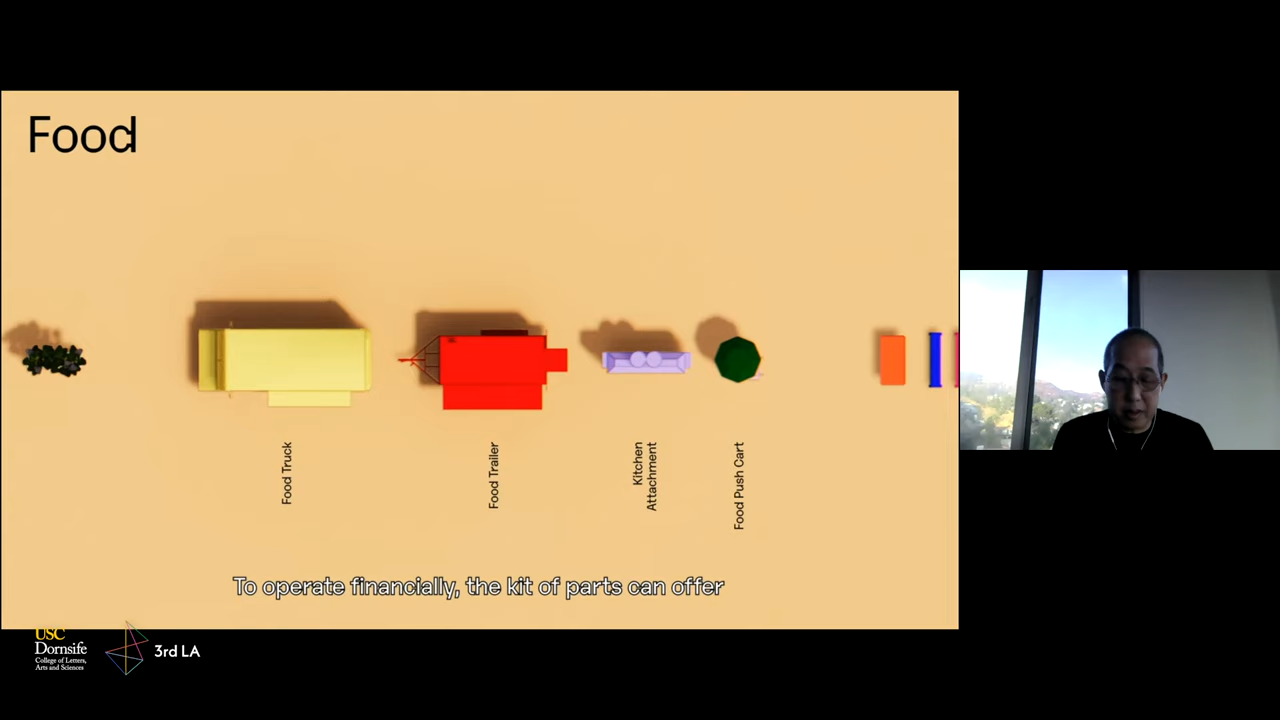 Food
Food Truck
Food Trailer
Kitchen
Attachment
Food Push Cart
To operate financially, the kit of parts can offer
USC
Dornsife
College of Letters,
Arts and Sciences
3rd LA